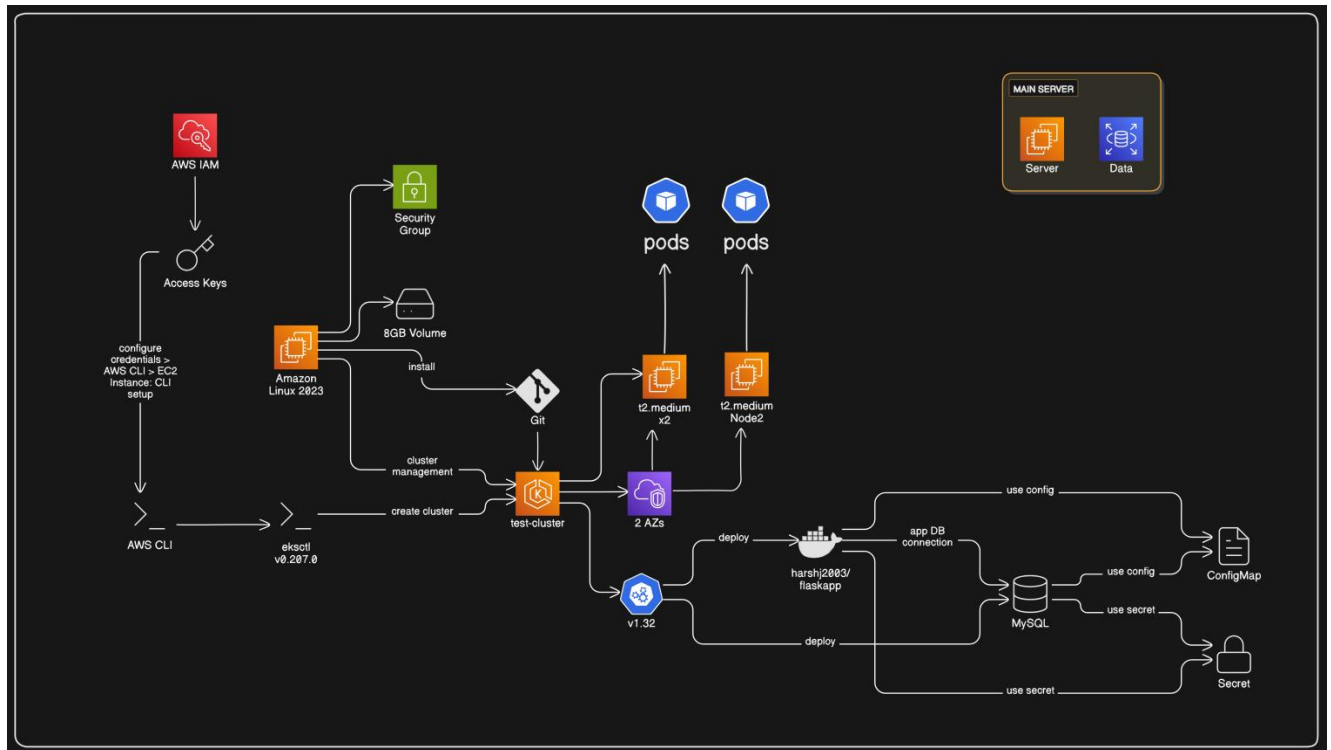 MAIN SERVER
Server
Data
AWS IAM
Access Keys
Security
Group
pods
pods
8GB Volume
configure
credentials >
AWS CLI > EC2
Instance: CLI
setup
Amazon
Linux 2023
install
Git
t2.medium
x2
t2.medium
Node2
cluster
management
create cluster
test-cluster
2 AZs
AWS CLI
eksctl
v0.207.0
v1.32
deploy
deploy
harshj2003/
flaskapp
app DB
connection
use config
use config
ConfigMap
MySQL
use secret
use secret
Secret